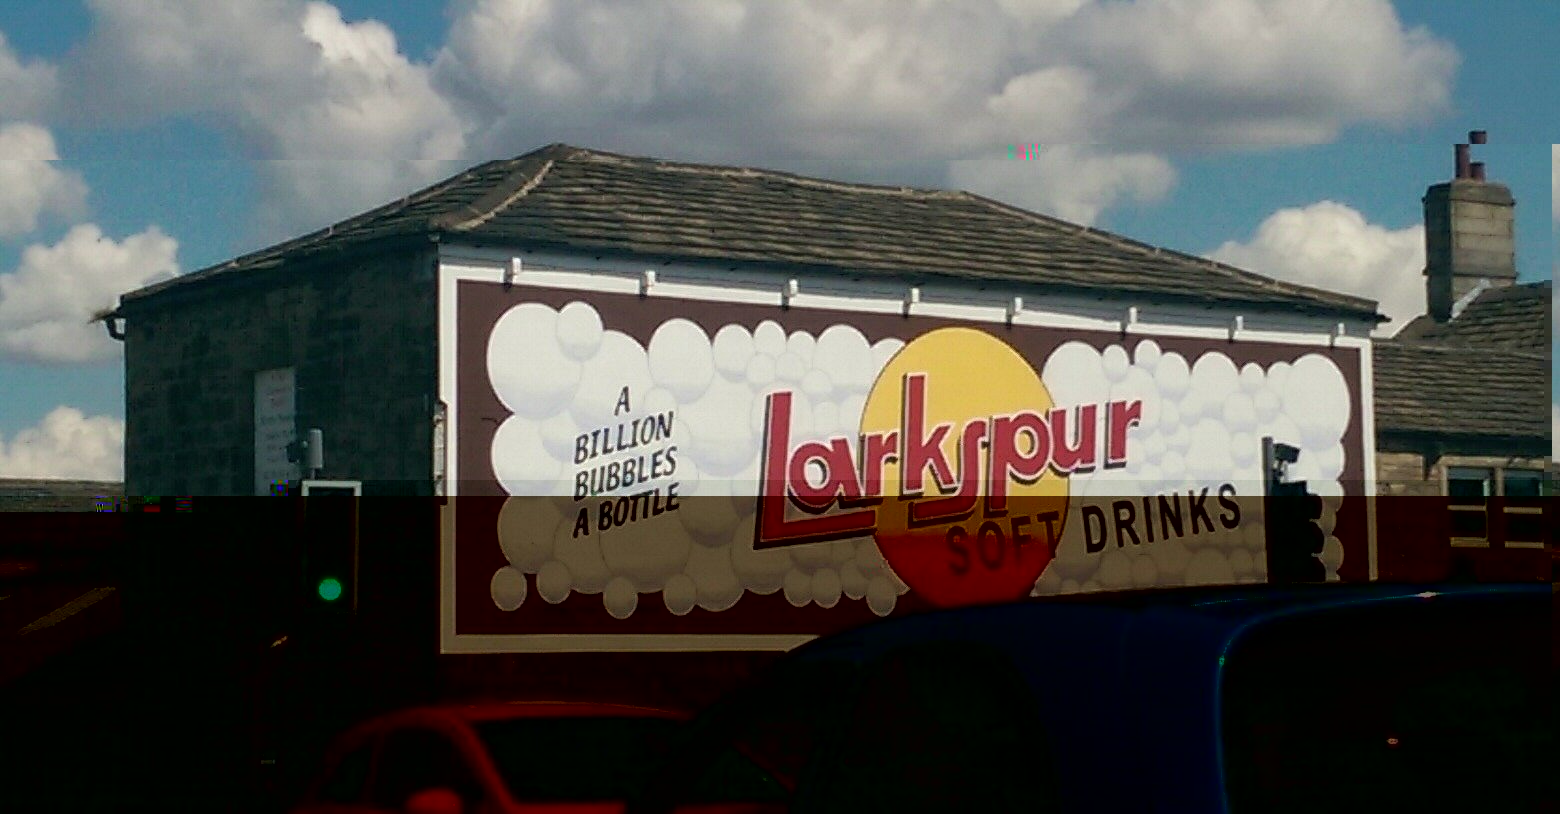 A
BILLION
BUBBLES
A BOTTLE
Larkspur
SOFT DRINKS